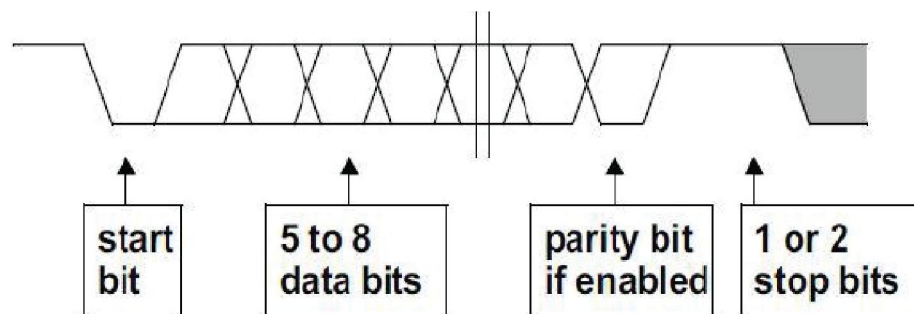 start
bit
5 to 8
data bits
parity bit
if enabled
1 or 2
stop bits